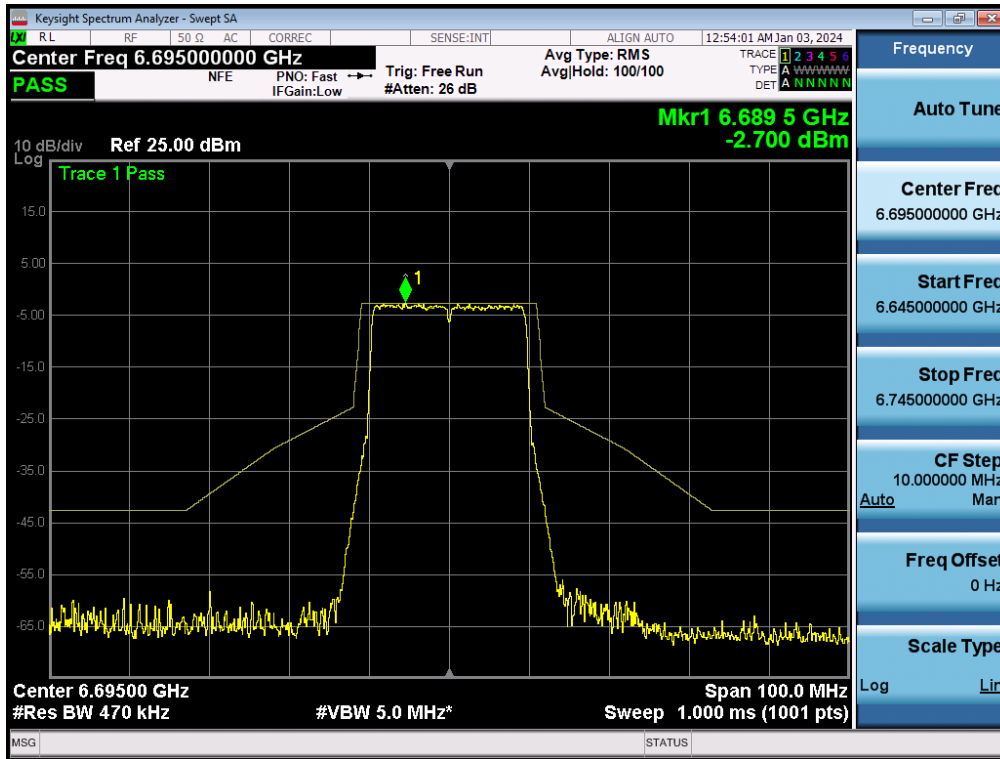 Keysight Spectrum Analyzer - Swept SA
LXI RL RF 50 Ω AC CORREC SENSE:INT ALIGN AUTO 12:54:01 AM Jan 03, 2024
Center Freq 6.695000000 GHz
PASS
NFE
PNO: Fast
IFGain:Low
Trig: Free Run
#Atten: 26 dB
Avg Type: RMS
Avg|Hold: 100/100
TRACE 1 2 3 4 5 6
TYPE A WWWWW
DET A N N N N N
Mkr1 6.689 5 GHz
-2.700 dBm
10 dB/div Ref 25.00 dBm
Log
Trace 1 Pass
15.0
5.00
1
-5.00
-15.0
-25.0
-35.0
-45.0
-55.0
-65.0
Center 6.69500 GHz Span 100.0 MHz
#Res BW 470 kHz #VBW 5.0 MHz* Sweep 1.000 ms (1001 pts)
MSG STATUS
Frequency
Auto Tune
Center Freq
6.695000000 GHz
Start Freq
6.645000000 GHz
Stop Freq
6.745000000 GHz
CF Step
10.000000 MHz
Auto Man
Freq Offset
0 Hz
Scale Type
Log Lin